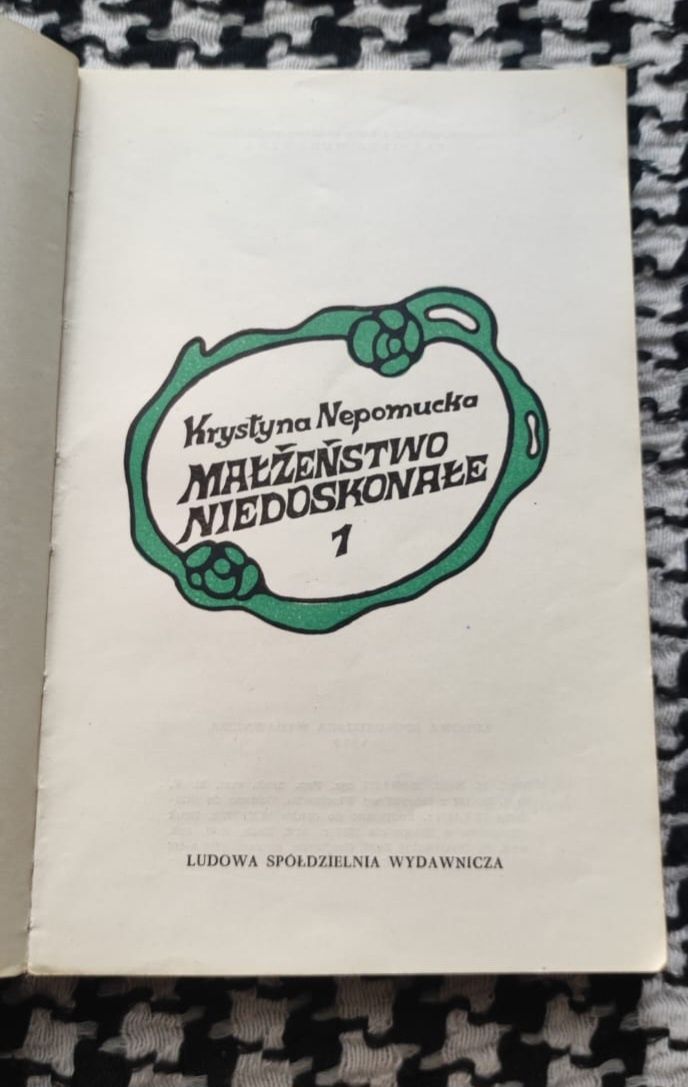 Krystyna Nepomucka
MAŁŻEŃSTWO
NIEDOSKONAŁE
1
LUDOWA SPÓŁDZIELNIA WYDAWNICZA